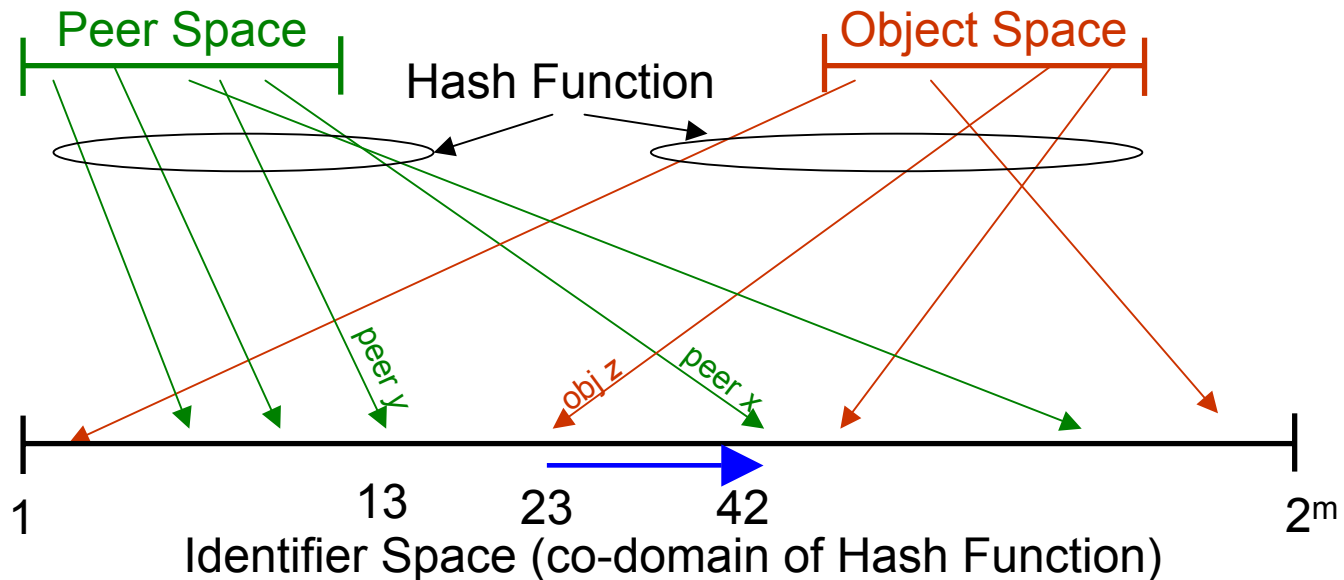 Peer Space
Object Space
Hash Function
peer y
obj z
peer x
1
13
23
42
2ᵐ
Identifier Space (co-domain of Hash Function)